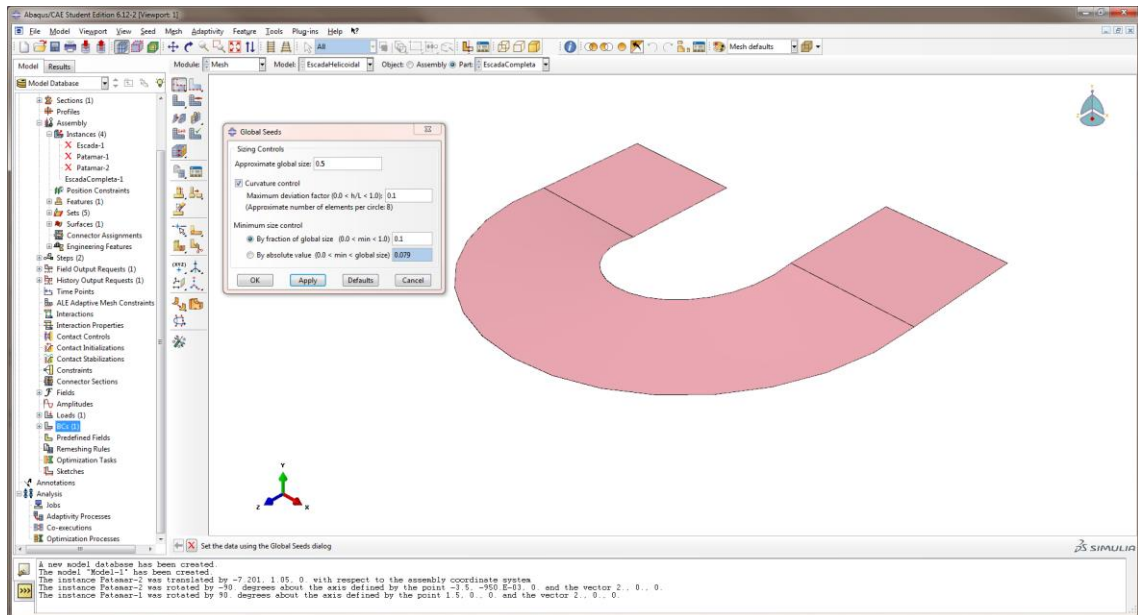 Abaqus/CAE Student Edition 6.12-2 [Viewport: 1]
File Model Viewport View Seed Mesh Adaptivity Feature Tools Plug-ins Help
All
Mesh defaults
Model Results
Module: Mesh Model: EscadaHelicoidal Object: Assembly Part: EscadaCompleta
Model Database
Sections (1)
Profiles
Assembly
Instances (4)
Escada-1
Patamar-1
Patamar-2
EscadaCompleta-1
Position Constraints
Features (1)
Sets (5)
Surfaces (1)
Connector Assignments
Engineering Features
Steps (2)
Field Output Requests (1)
History Output Requests (1)
Time Points
ALE Adaptive Mesh Constraints
Interactions
Interaction Properties
Contact Controls
Contact Initializations
Contact Stabilizations
Constraints
Connector Sections
Fields
Amplitudes
Loads (1)
BCs (1)
Predefined Fields
Remeshing Rules
Optimization Tasks
Sketches
Annotations
Analysis
Jobs
Adaptivity Processes
Co-executions
Optimization Processes
Global Seeds
Sizing Controls
Approximate global size: 0.5
Curvature control
Maximum deviation factor (0.0 < h/L < 1.0): 0.1
(Approximate number of elements per circle: 8)
Minimum size control
By fraction of global size (0.0 < min < 1.0) 0.1
By absolute value (0.0 < min < global size) 0.079
OK Apply Defaults Cancel
Y
Z X
Set the data using the Global Seeds dialog
SIMULIA
A new model database has been created.
The model "Model-1" has been created.
The instance Patamar-2 was translated by -7.201, 1.05, 0. with respect to the assembly coordinate system
The instance Patamar-2 was rotated by -90. degrees about the axis defined by the point -3.5, -950.E-03, 0. and the vector 2., 0., 0.
The instance Patamar-1 was rotated by 90. degrees about the axis defined by the point 1.5, 0., 0. and the vector 2., 0., 0.